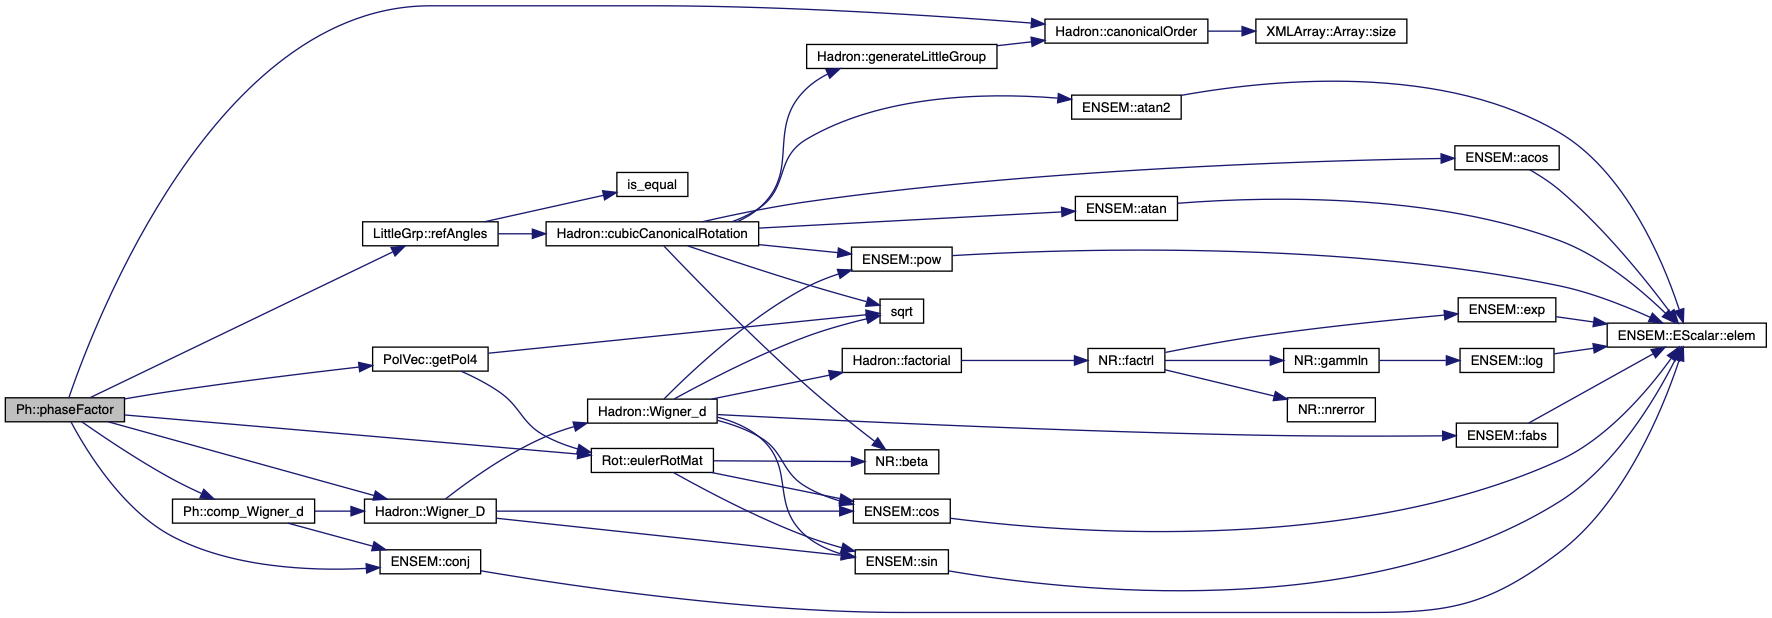 Ph::phaseFactor
Hadron::canonicalOrder
XMLArray::Array::size
Hadron::generateLittleGroup
ENSEM::atan2
ENSEM::acos
is_equal
LittleGrp::refAngles
Hadron::cubicCanonicalRotation
ENSEM::atan
ENSEM::pow
sqrt
ENSEM::exp
ENSEM::EScalar::elem
PolVec::getPol4
Hadron::factorial
NR::factrl
NR::gammln
ENSEM::log
NR::nrerror
Hadron::Wigner_d
ENSEM::fabs
Rot::eulerRotMat
NR::beta
Ph::comp_Wigner_d
Hadron::Wigner_D
ENSEM::cos
ENSEM::conj
ENSEM::sin